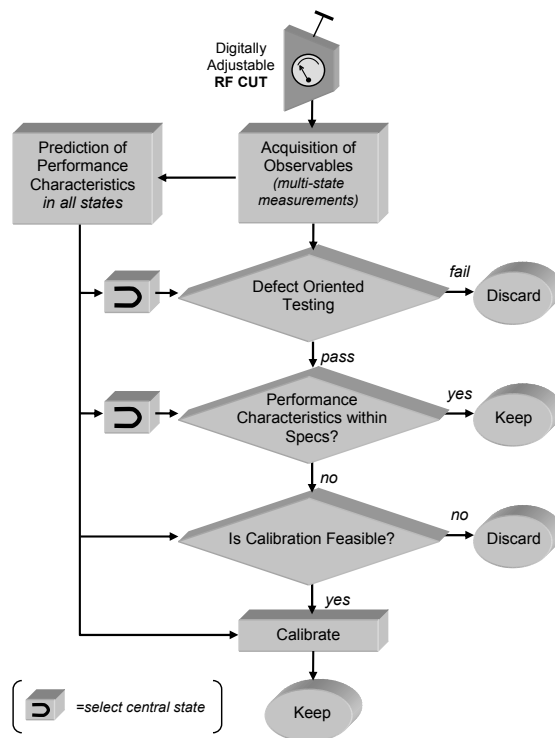 Digitally
Adjustable
RF CUT
Prediction of
Performance
Characteristics
in all states
Acquisition of
Observables
(multi-state
measurements)
Defect Oriented
Testing
fail
Discard
pass
Performance
Characteristics within
Specs?
yes
Keep
no
Is Calibration Feasible?
no
Discard
yes
Calibrate
=select central state
Keep